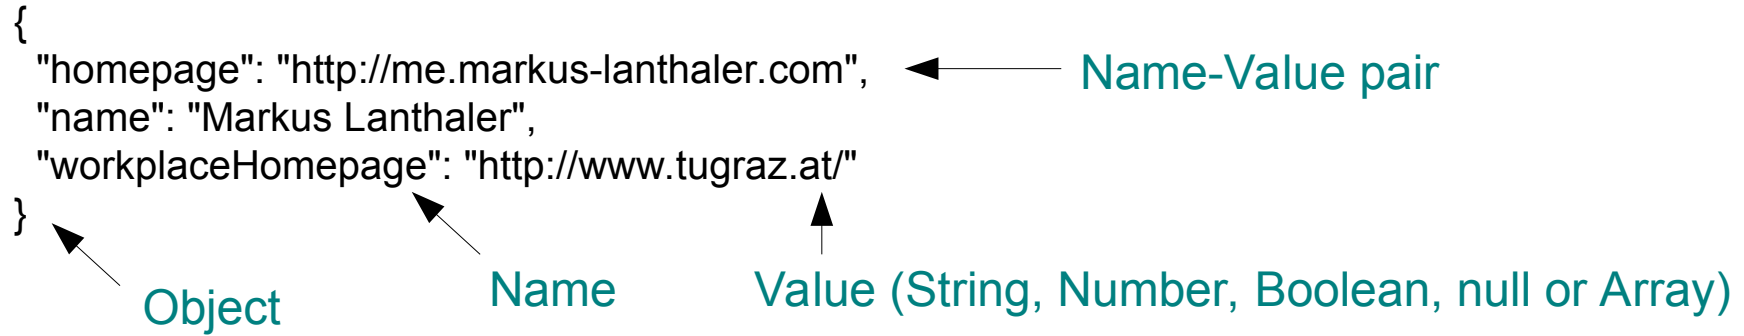 {
"homepage": "http://me.markus-lanthaler.com",
Name-Value pair
"name": "Markus Lanthaler",
"workplaceHomepage": "http://www.tugraz.at/"
}
Object
Name
Value (String, Number, Boolean, null or Array)